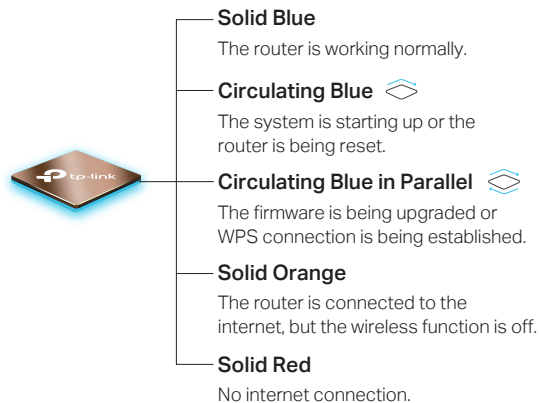 Solid Blue
The router is working normally.
Circulating Blue
The system is starting up or the
router is being reset.
tp-link
Circulating Blue in Parallel
The firmware is being upgraded or
WPS connection is being established.
Solid Orange
The router is connected to the
internet, but the wireless function is off.
Solid Red
No internet connection.